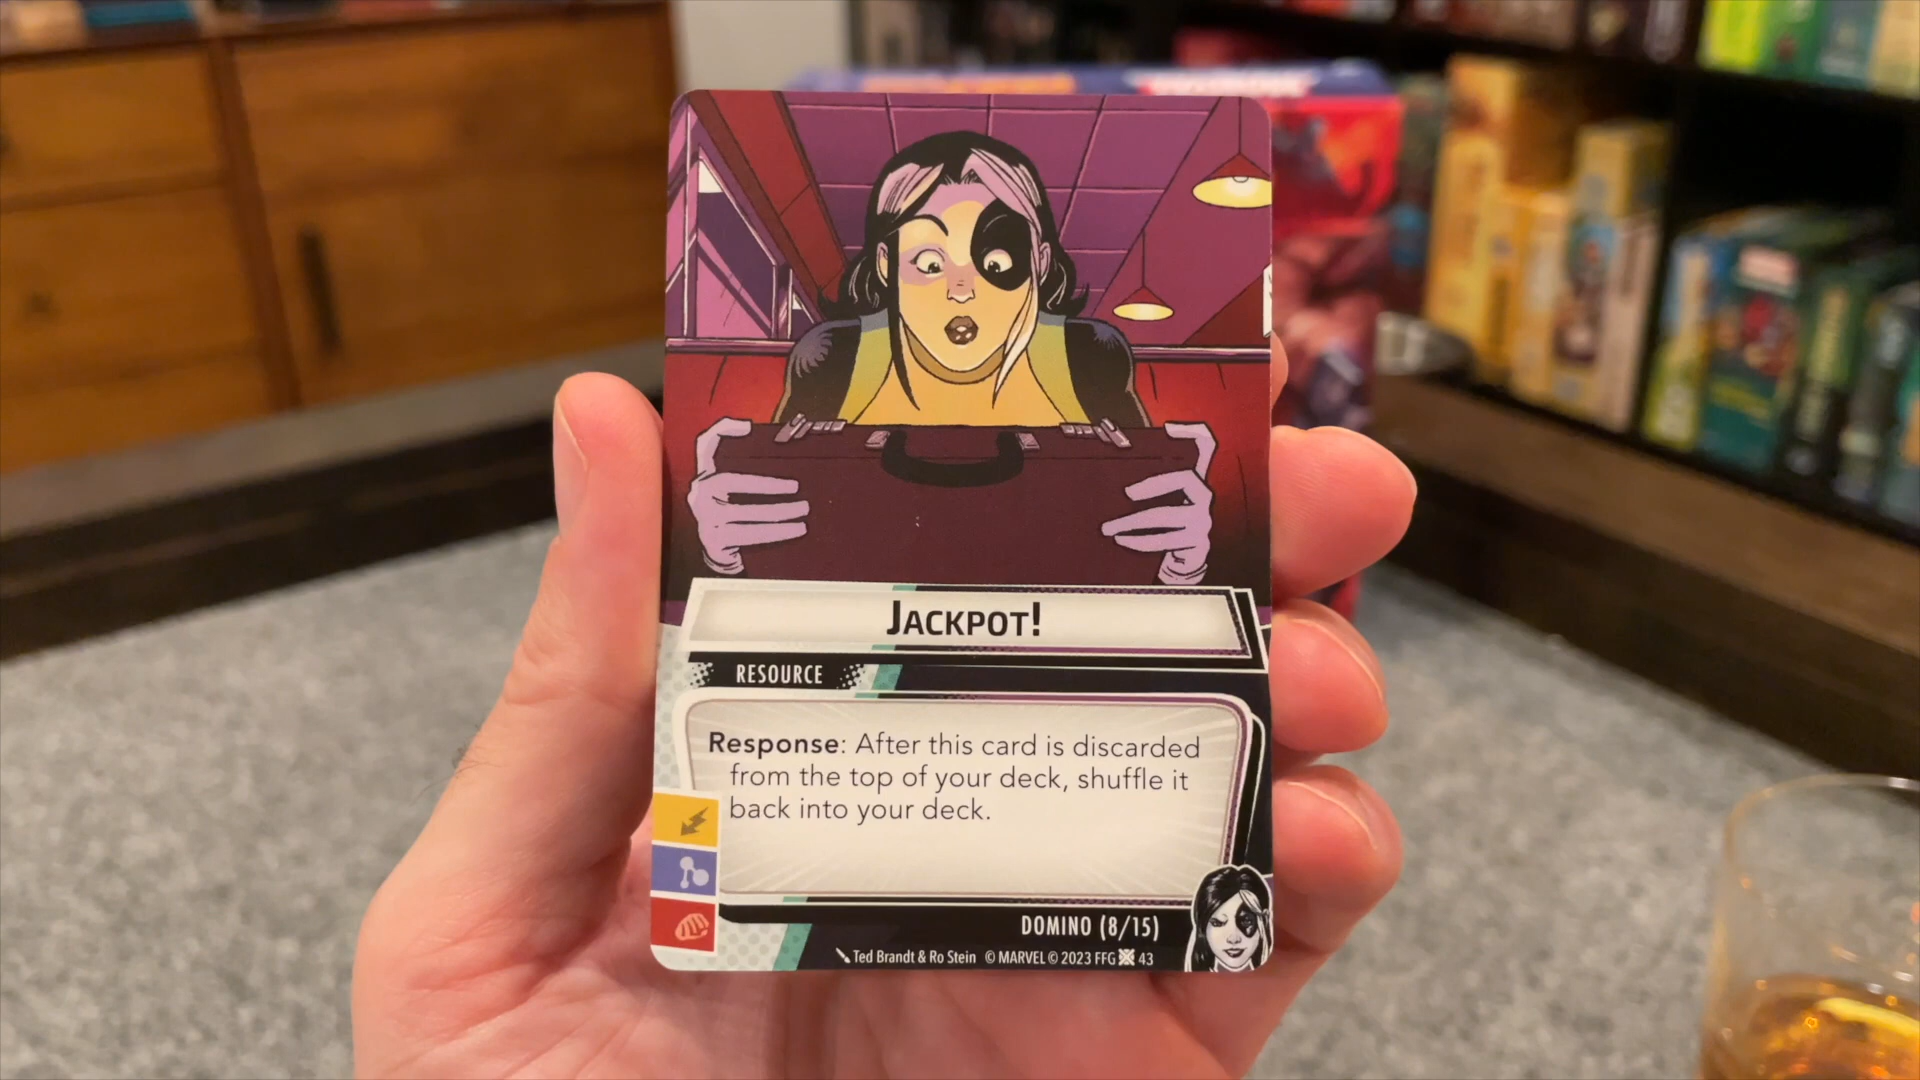 JACKPOT!
RESOURCE
Response: After this card is discarded
from the top of your deck, shuffle it
back into your deck.
DOMINO (8/15)
Ted Brandt & Ro Stein © MARVEL © 2023 FFG 43